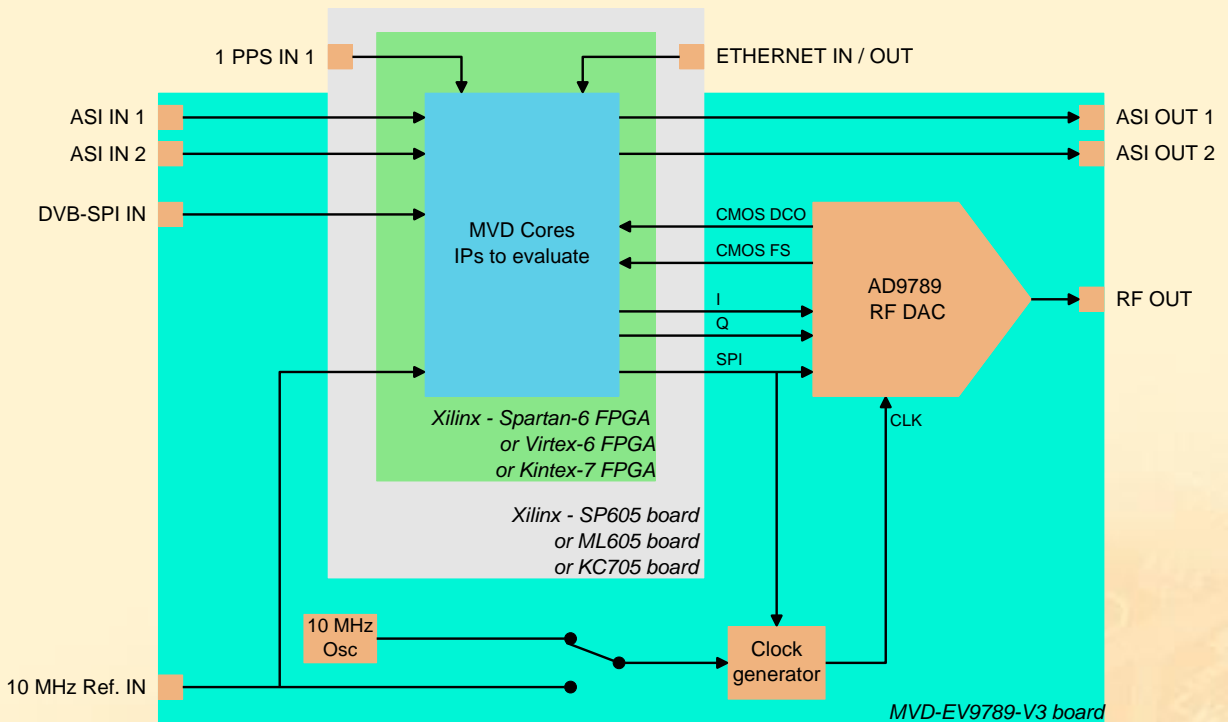 1 PPS IN 1
ETHERNET IN / OUT
ASI IN 1
ASI OUT 1
ASI IN 2
ASI OUT 2
DVB-SPI IN
CMOS DCO
MVD Cores
IPs to evaluate
CMOS FS
AD9789
RF DAC
I
RF OUT
Q
SPI
Xilinx - Spartan-6 FPGA
or Virtex-6 FPGA
or Kintex-7 FPGA
CLK
Xilinx - SP605 board
or ML605 board
or KC705 board
10 MHz
Osc
Clock
generator
10 MHz Ref. IN
MVD-EV9789-V3 board